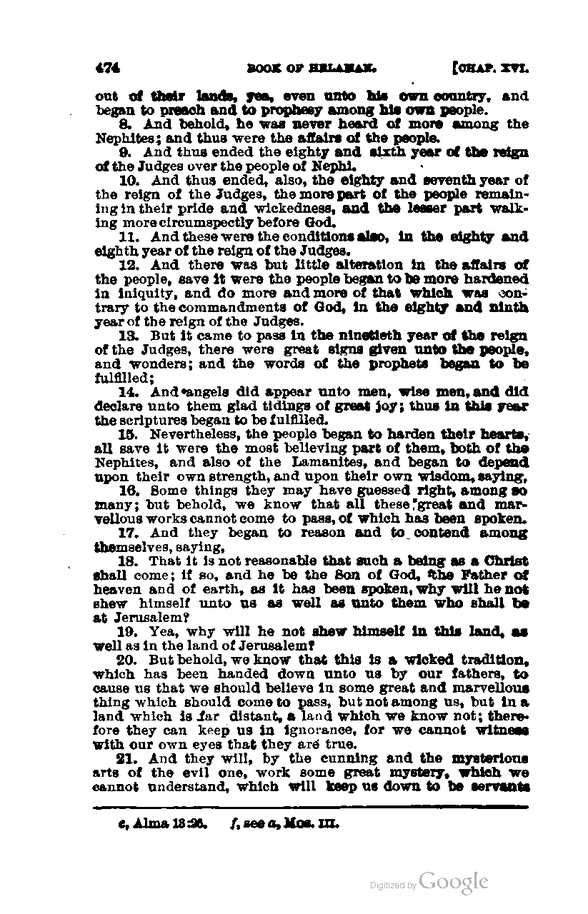 474 BOOK OF HELAMAN. [CHAP. XVI.
out of their lands, yea, even unto his own country, and
began to preach and to prophesy among his own people.
8. And behold, he was never heard of more among the
Nephites; and thus were the affairs of the people.
9. And thus ended the eighty and sixth year of the reign
of the Judges over the people of Nephi.
10. And thus ended, also, the eighty and seventh year of
the reign of the Judges, the more part of the people remain-
ing in their pride and wickedness, and the lesser part walk-
ing more circumspectly before God.
11. And these were the conditions also, in the eighty and
eighth year of the reign of the Judges.
12. And there was but little alteration in the affairs of
the people, save it were the people began to be more hardened
in iniquity, and do more and more of that which was con-
trary to the commandments of God, in the eighty and ninth
year of the reign of the Judges.
13. But it came to pass in the ninetieth year of the reign
of the Judges, there were great signs given unto the people,
and wonders; and the words of the prophets began to be
fulfilled;
14. And angels did appear unto men, wise men, and did
declare unto them glad tidings of great joy; thus in this year
the scriptures began to be fulfilled.
15. Nevertheless, the people began to harden their hearts,
all save it were the most believing part of them, both of the
Nephites, and also of the Lamanites, and began to depend
upon their own strength, and upon their own wisdom, saying,
16. Some things they may have guessed right, among so
many; but behold, we know that all these great and mar-
vellous works cannot come to pass, of which has been spoken.
17. And they began to reason and to contend among
themselves, saying,
18. That it is not reasonable that such a being as a Christ
shall come; if so, and he be the Son of God, the Father of
heaven and of earth, as it has been spoken, why will he not
shew himself unto us as well as unto them who shall be
at Jerusalem?
19. Yea, why will he not shew himself in this land, as
well as in the land of Jerusalem?
20. But behold, we know that this is a wicked tradition,
which has been handed down unto us by our fathers, to
cause us that we should believe in some great and marvellous
thing which should come to pass, but not among us, but in a
land which is far distant, a land which we know not; there-
fore they can keep us in ignorance, for we cannot witness
with our own eyes that they are true.
21. And they will, by the cunning and the mysterious
arts of the evil one, work some great mystery, which we
cannot understand, which will keep us down to be servants
e, Alma 18:26. f, see a, Mos. III.
Digitized by Google